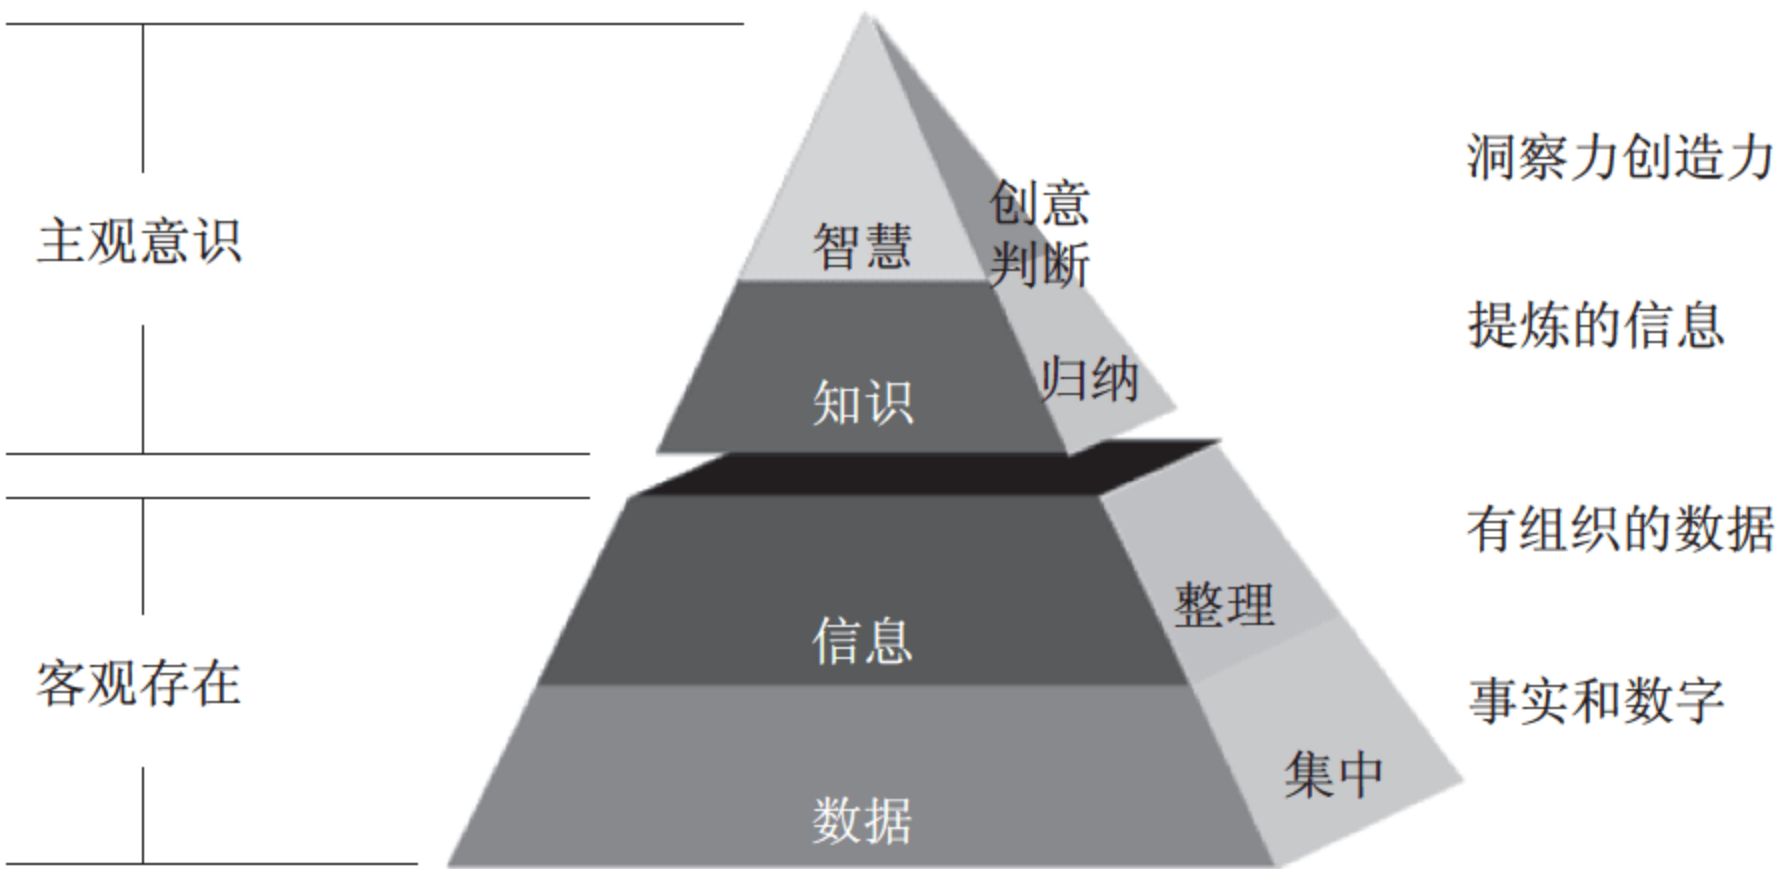 洞察力创造力
创意
主观意识
智慧
判断
提炼的信息
归纳
知识
有组织的数据
整理
信息
客观存在
事实和数字
集中
数据